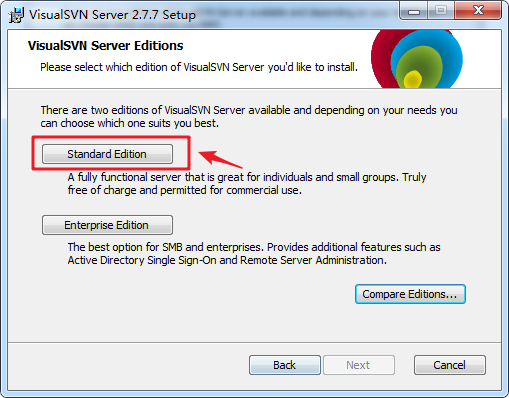 VisualSVN Server 2.7.7 Setup
VisualSVN Server Editions
Please select which edition of VisualSVN Server you'd like to install.
There are two editions of VisualSVN Server available and depending on your needs you
can choose which one suits you best.
Standard Edition
A fully functional server that is great for individuals and small groups. Truly
free of charge and permitted for commercial use.
Enterprise Edition
The best option for SMB and enterprises. Provides additional features such as
Active Directory Single Sign-On and Remote Server Administration.
Compare Editions...
Back
Next
Cancel